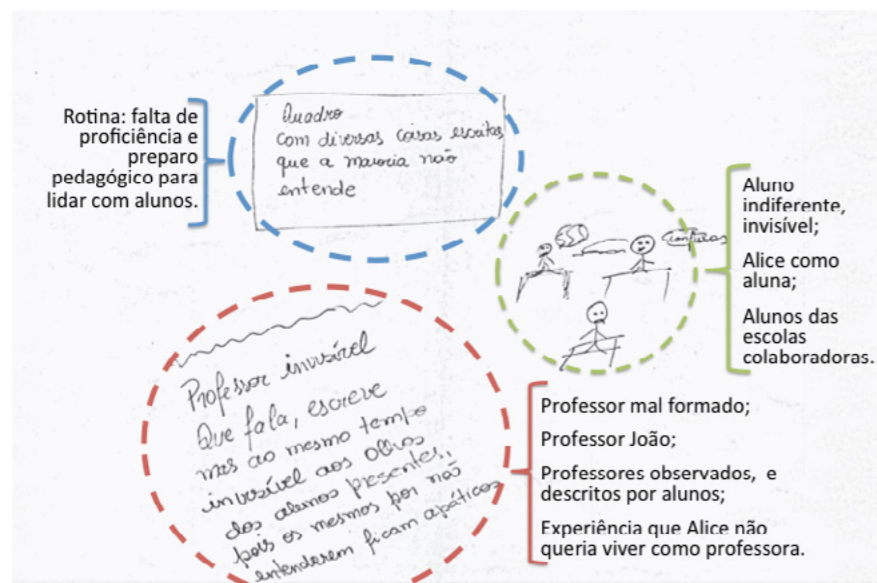 Rotina: falta de
proficiência e
preparo
pedagógico para
lidar com alunos.
Quadro
com diversas coisas escritas
que a maioria não
entende
Aluno
indiferente,
invisível;
Alice como
aluna;
Alunos das
escolas
colaboradoras.
Professor invisível
Que fala, escreve
mas ao mesmo tempo
invisível aos olhos
dos alunos presentes,
pois os mesmos por não
entenderem ficam apáticos
Professor mal formado;
Professor João;
Professores observados, e
descritos por alunos;
Experiência que Alice não
queria viver como professora.